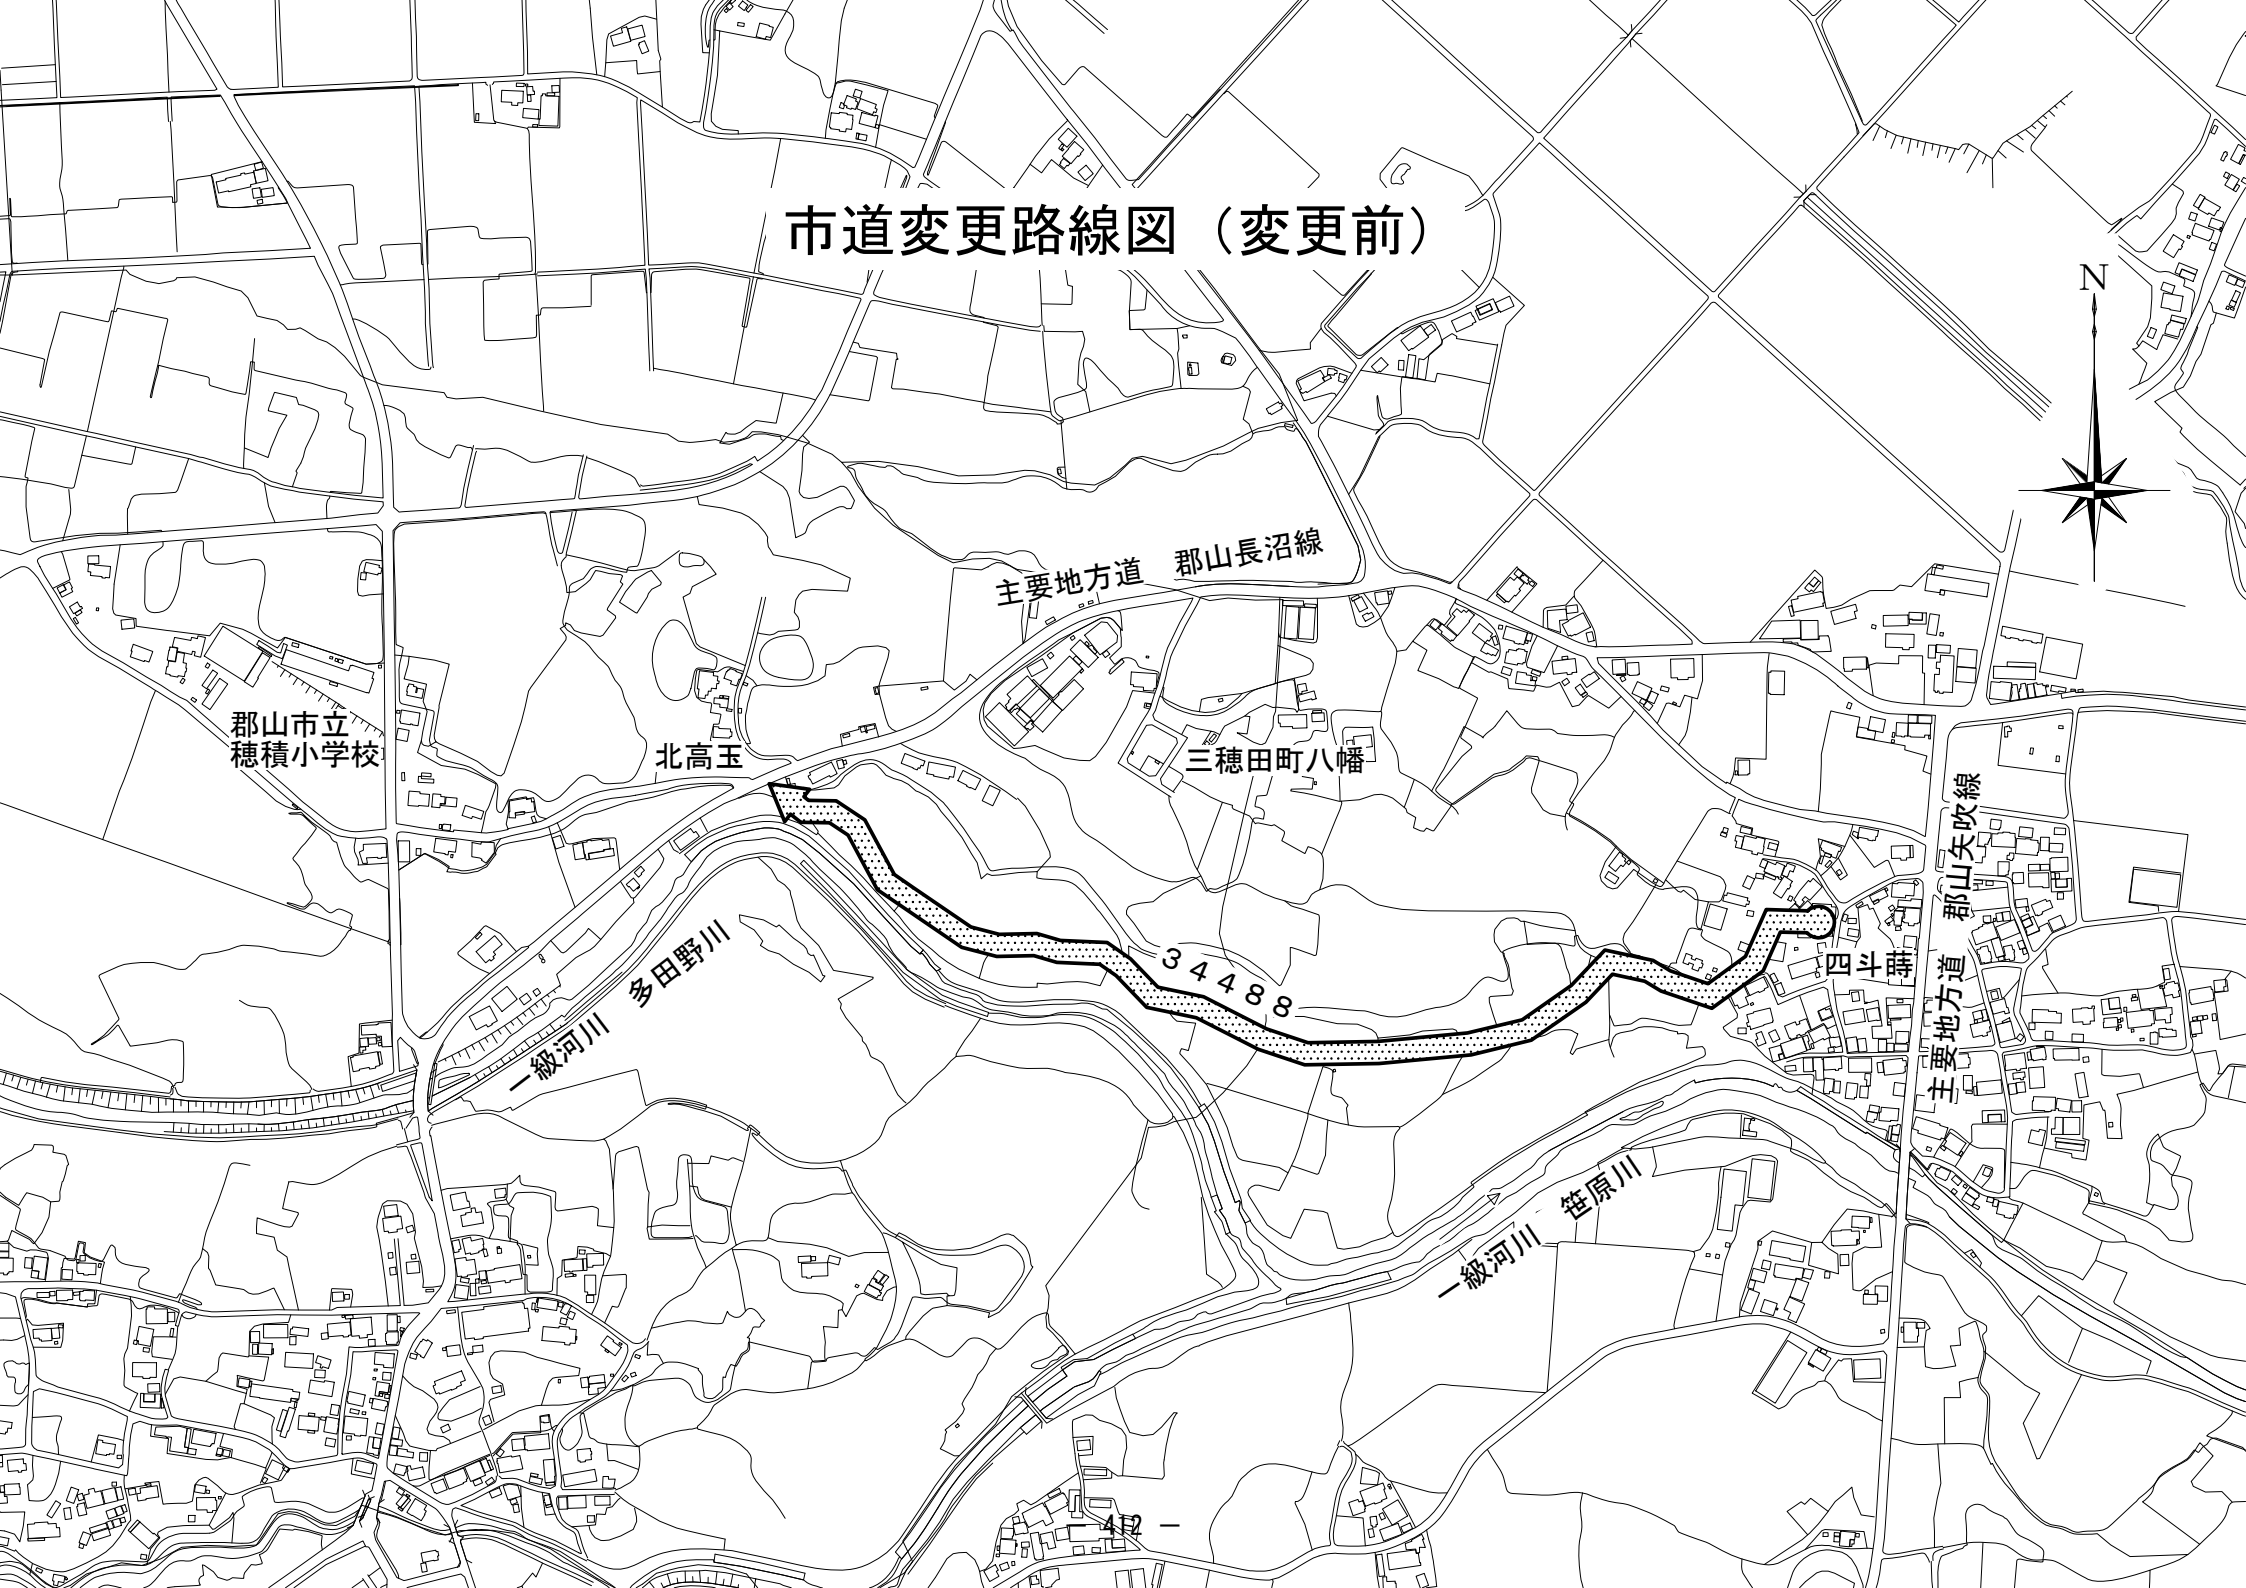 市道変更路線図（変更前）
N
主要地方道　郡山長沼線
郡山市立
穂積小学校
北高玉
三穂田町八幡
主要地方道　郡山矢吹線
一級河川　多田野川
34488
四斗蒔
一級河川　笹原川
― 412 ―